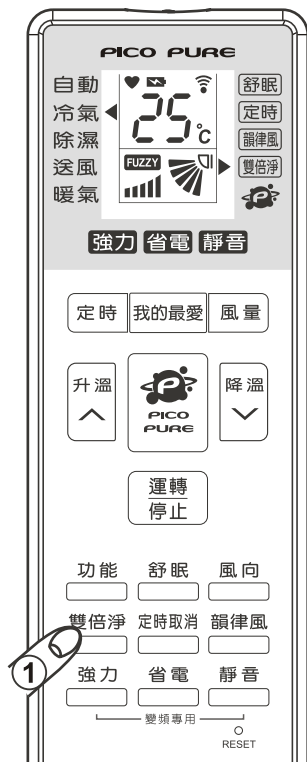 PICO PURE
自動
冷氣
除濕
送風
暖氣
25°C
FUZZY
舒眠
定時
韻律風
雙倍淨
強力 省電 靜音
定時 我的最愛 風量
升溫
PICO
PURE
降溫
運轉
停止
功能 舒眠 風向
雙倍淨 定時取消 韻律風
1
強力 省電 靜音
變頻專用
RESET